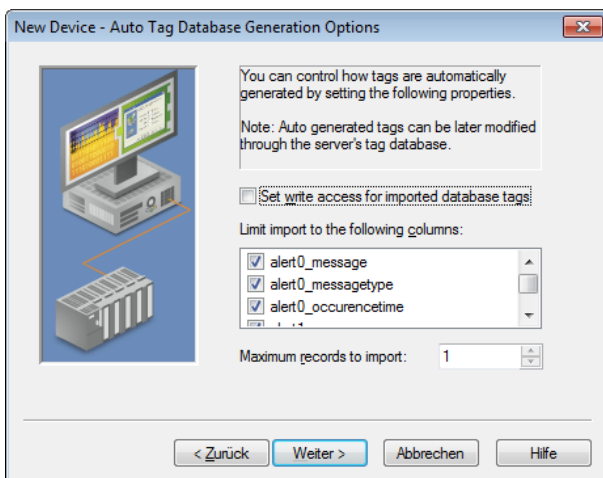 New Device - Auto Tag Database Generation Options
You can control how tags are automatically
generated by setting the following properties.
Note: Auto generated tags can be later modified
through the server's tag database.
Set write access for imported database tags
Limit import to the following columns:
alert0_message
alert0_messagetype
alert0_occurencetime
Maximum records to import: 1
< Zurück Weiter > Abbrechen Hilfe